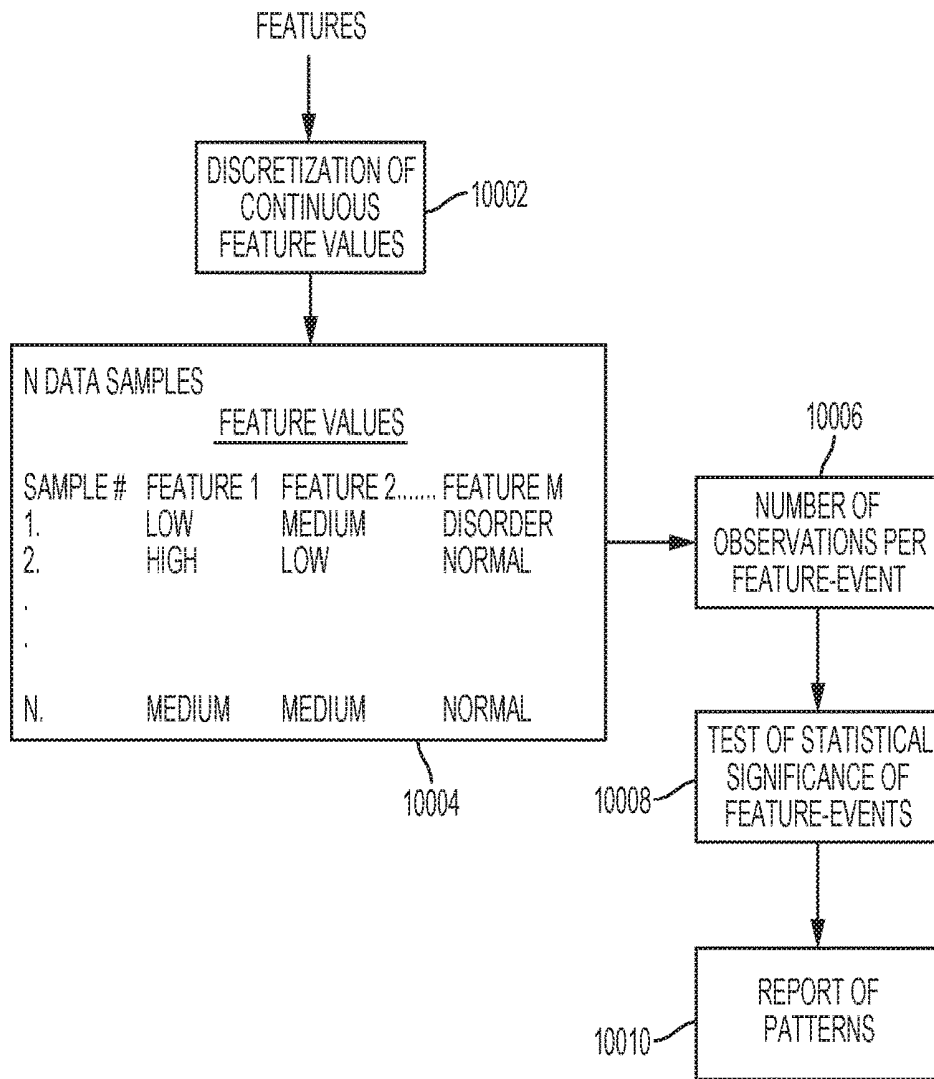 FEATURES
DISCRETIZATION OF
CONTINUOUS
FEATURE VALUES
10002
N DATA SAMPLES
FEATURE VALUES
SAMPLE # FEATURE 1 FEATURE 2....... FEATURE M
1. LOW MEDIUM DISORDER
2. HIGH LOW NORMAL
.
.
N. MEDIUM MEDIUM NORMAL
10004
10006
NUMBER OF
OBSERVATIONS PER
FEATURE-EVENT
TEST OF STATISTICAL
SIGNIFICANCE OF
FEATURE-EVENTS
10008
REPORT OF
PATTERNS
10010